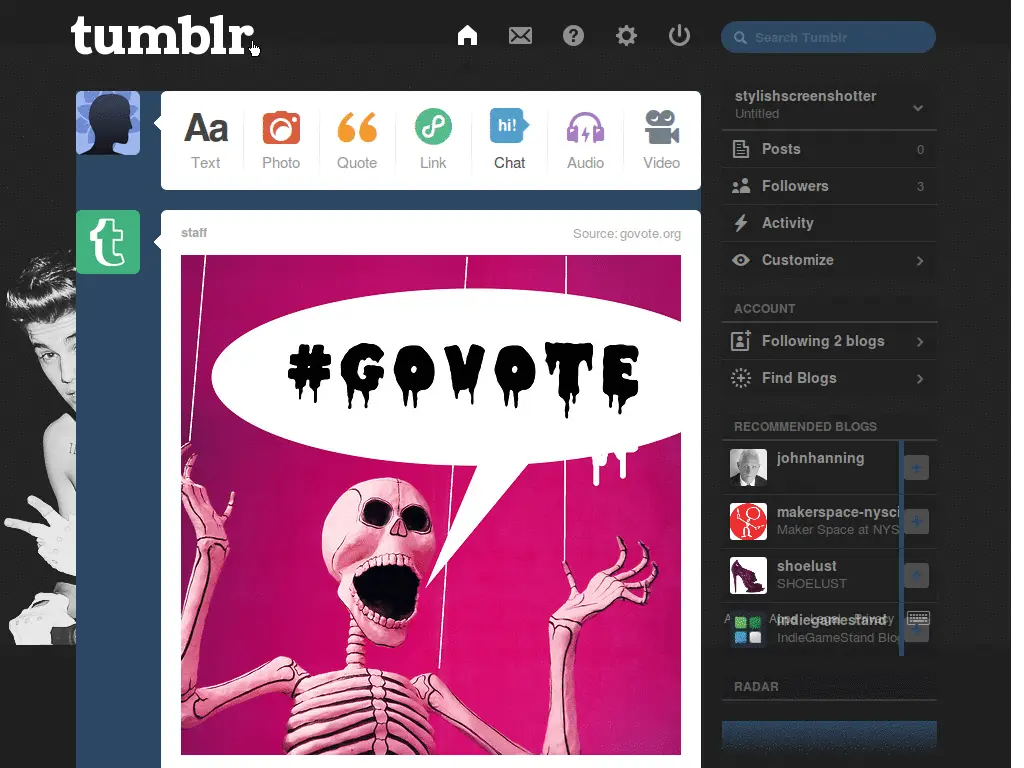 tumblr.
Search Tumblr
Aa
Text
Photo
Quote
Link
hi!
Chat
Audio
Video
staff
Source: govote.org
#GOVOTE
stylishscreenshotter
Untitled
Posts 0
Followers 3
Activity
Customize
ACCOUNT
Following 2 blogs
Find Blogs
RECOMMENDED BLOGS
johnhanning
makerspace-nysci
Maker Space at NYS
shoelust
SHOELUST
indiegamestand
Legal Privacy
IndieGameStand Blo
RADAR